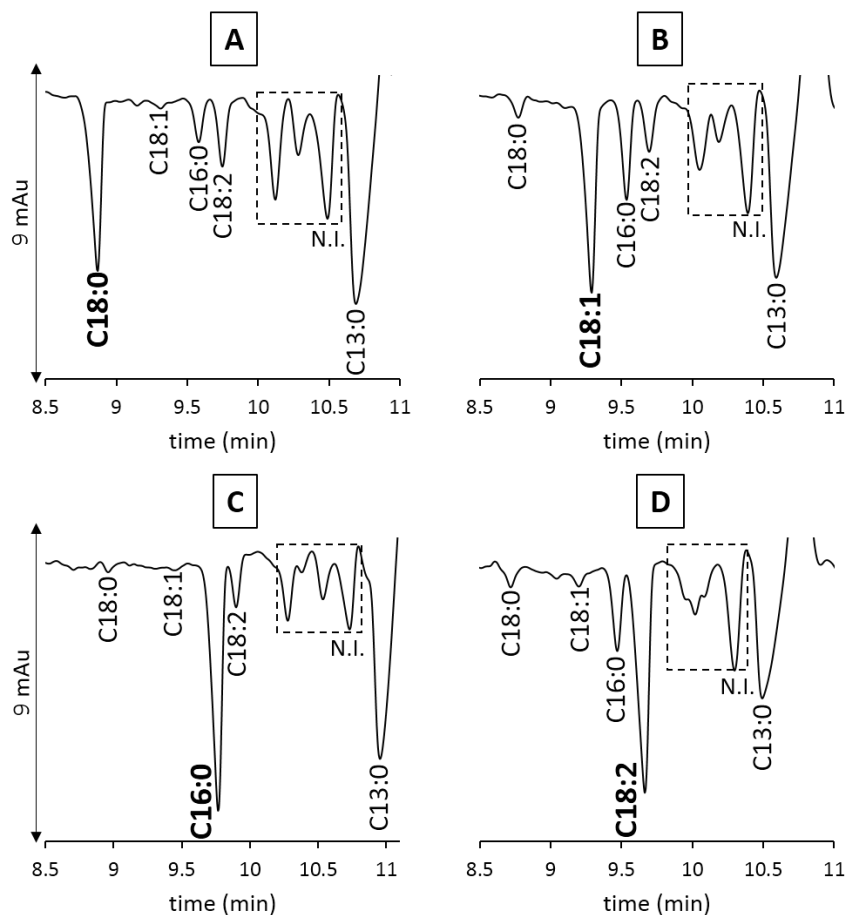 A
C18:0
C18:1
C16:0
C18:2
N.I.
C13:0
9 mAu
8.5 9 9.5 10 10.5 11
time (min)
B
C18:0
C18:1
C16:0
C18:2
N.I.
C13:0
8.5 9 9.5 10 10.5 11
time (min)
C
C18:0
C18:1
C16:0
C18:2
N.I.
C13:0
9 mAu
8.5 9 9.5 10 10.5 11
time (min)
D
C18:0
C18:1
C16:0
C18:2
N.I.
C13:0
8.5 9 9.5 10 10.5 11
time (min)